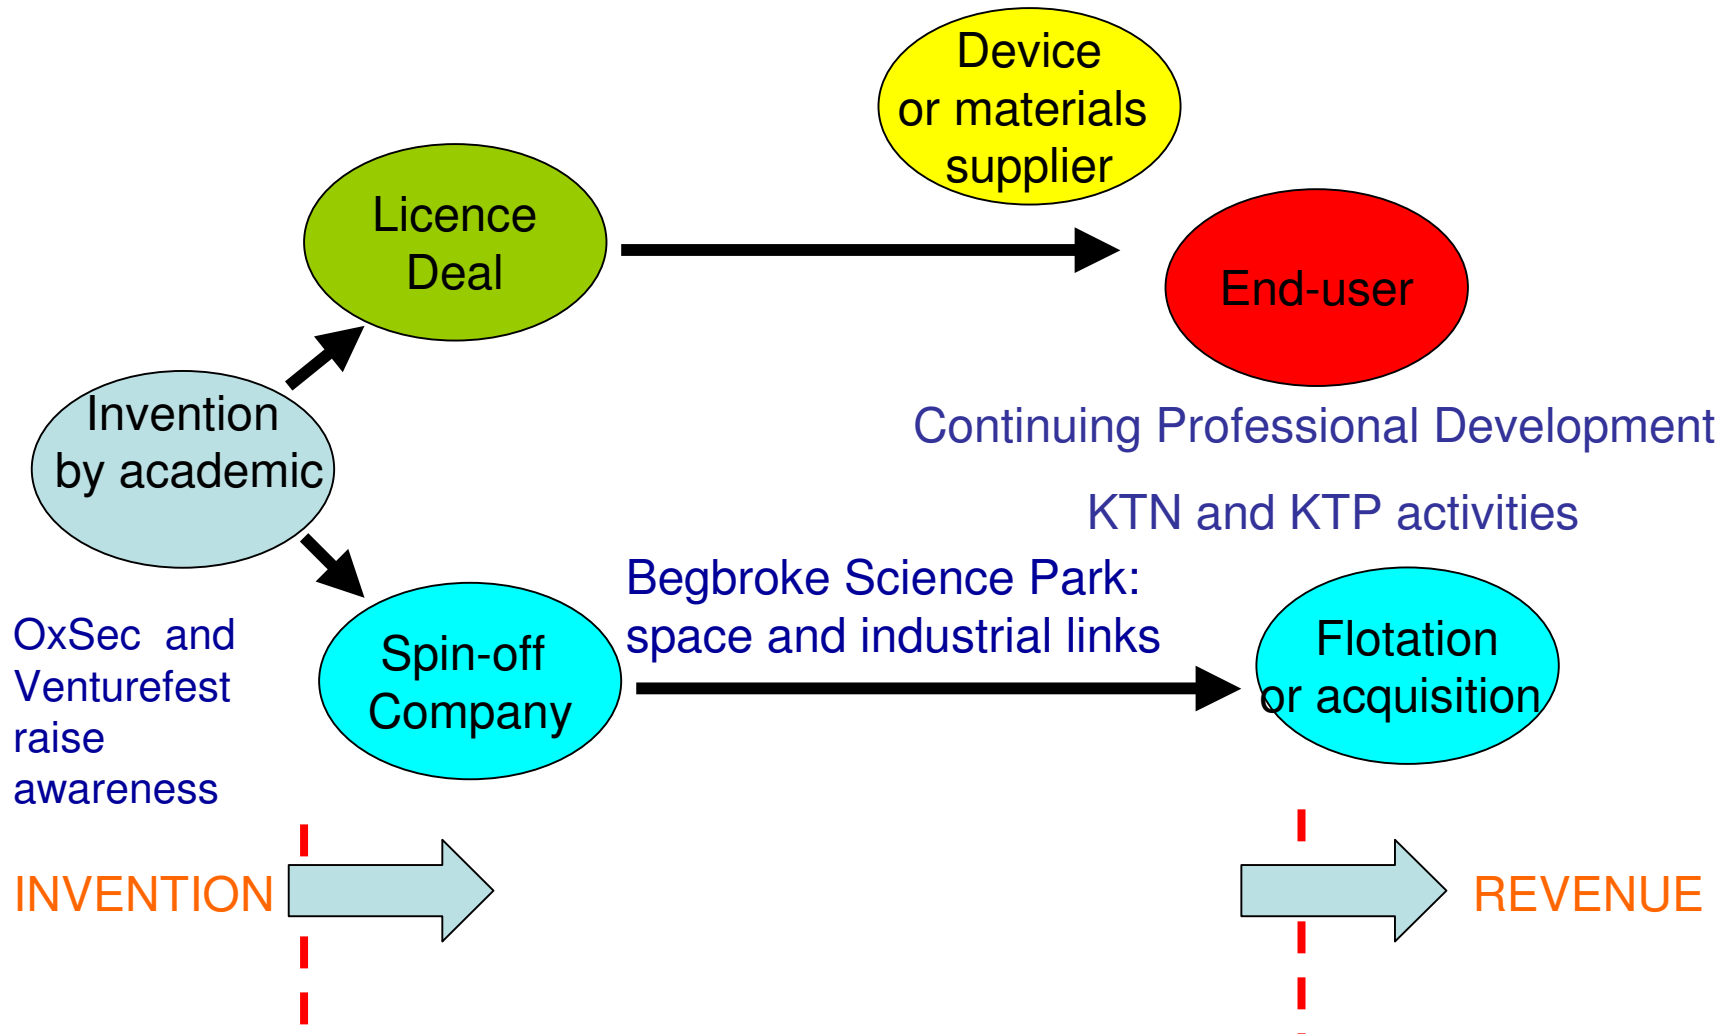 Device
or materials
supplier
Licence
Deal
End-user
Invention
by academic
Continuing Professional Development
KTN and KTP activities
Begbroke Science Park:
space and industrial links
OxSec and
Venturefest
raise
awareness
Spin-off
Company
Flotation
or acquisition
INVENTION
REVENUE